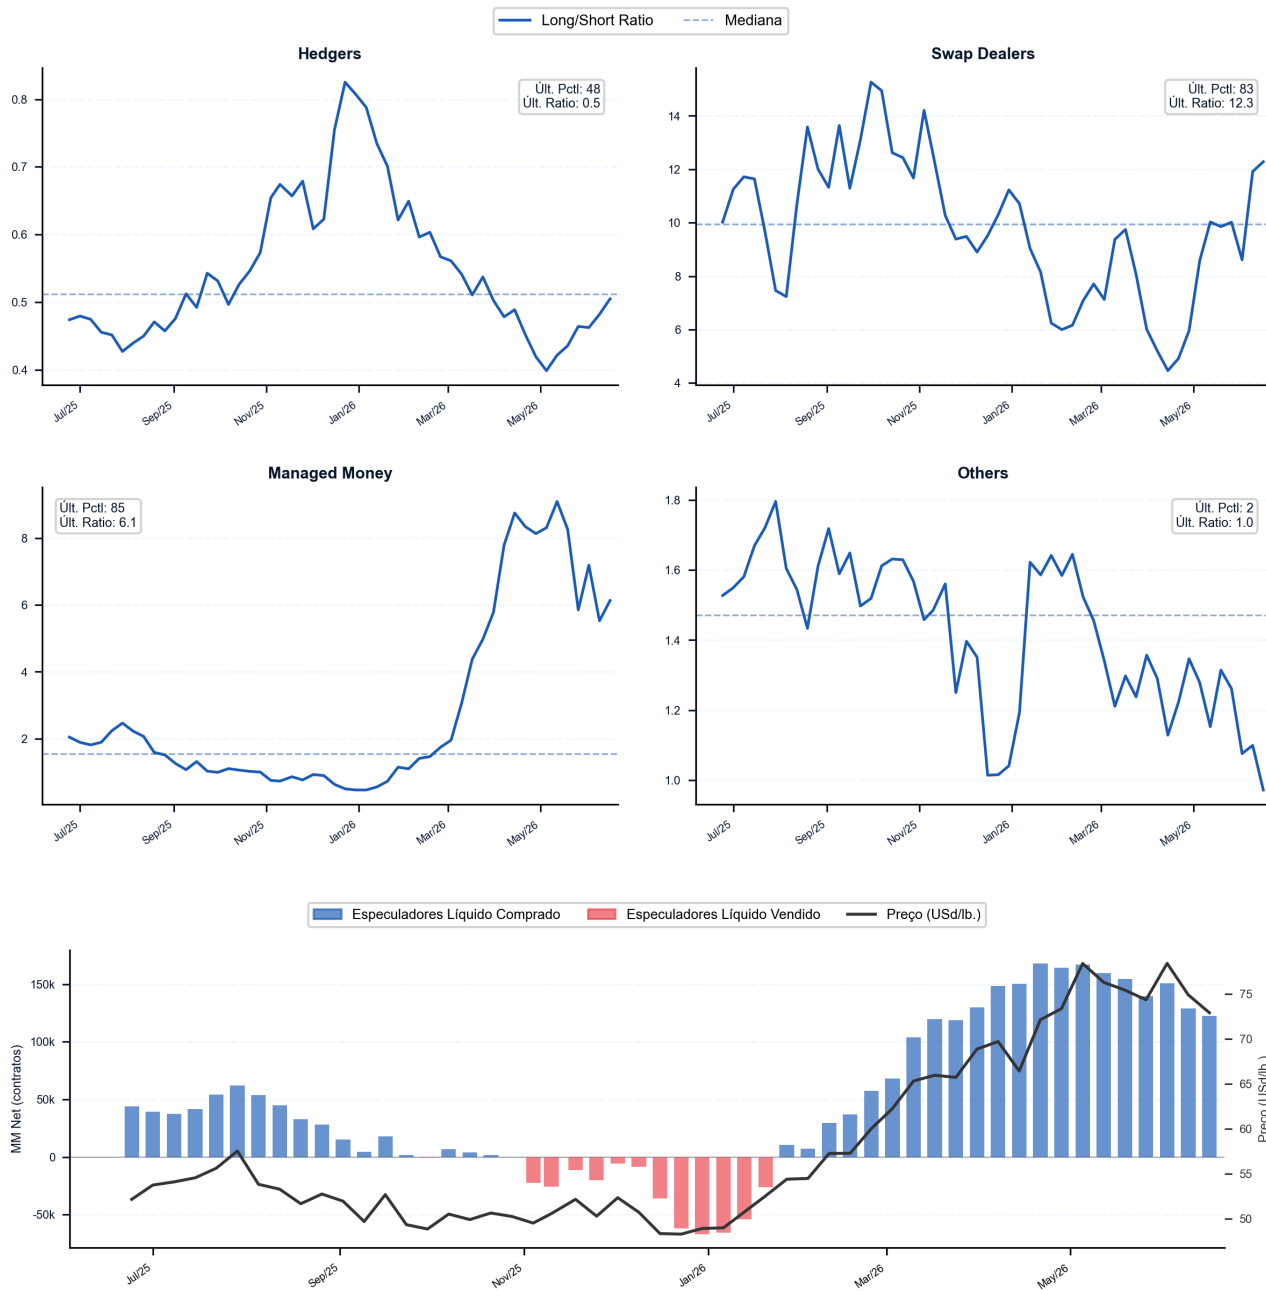 Long/Short Ratio Mediana
Hedgers
Últ. Pctl: 48
Últ. Ratio: 0.5
0.8
0.7
0.6
0.5
0.4
Jul/25 Sep/25 Nov/25 Jan/26 Mar/26 May/26
Swap Dealers
Últ. Pctl: 83
Últ. Ratio: 12.3
14
12
10
8
6
4
Jul/25 Sep/25 Nov/25 Jan/26 Mar/26 May/26
Managed Money
Últ. Pctl: 85
Últ. Ratio: 6.1
8
6
4
2
Jul/25 Sep/25 Nov/25 Jan/26 Mar/26 May/26
Others
Últ. Pctl: 2
Últ. Ratio: 1.0
1.8
1.6
1.4
1.2
1.0
Jul/25 Sep/25 Nov/25 Jan/26 Mar/26 May/26
Especuladores Líquido Comprado Especuladores Líquido Vendido Preço (USd/lb.)
MM Net (contratos)
150k
100k
50k
0
-50k
75
70
65
60
55
50
Preço (USd/lb.)
Jul/25 Sep/25 Nov/25 Jan/26 Mar/26 May/26